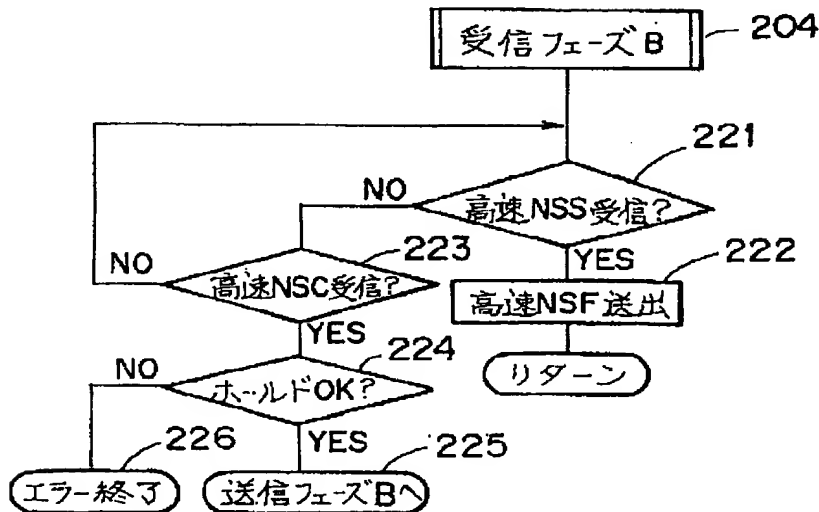 受信フェーズB
204
221
NO
高速NSS受信?
223
YES
222
NO
高速NSC受信?
高速NSF送出
YES
224
リターン
NO
ホールドOK?
226
YES
225
エラー終了
送信フェーズBへ